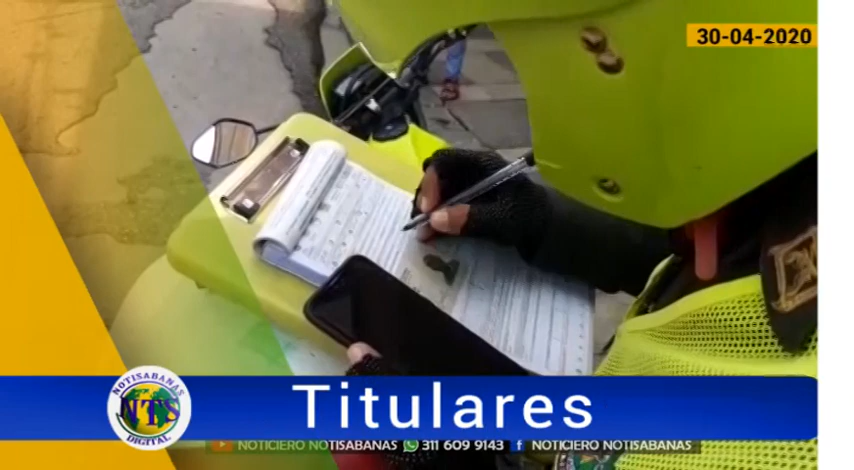 30-04-2020
NOTISABANAS
NTS
DIGITAL
Titulares
NOTICIERO NOTISABANAS 311 609 9143 NOTICIERO NOTISABANAS